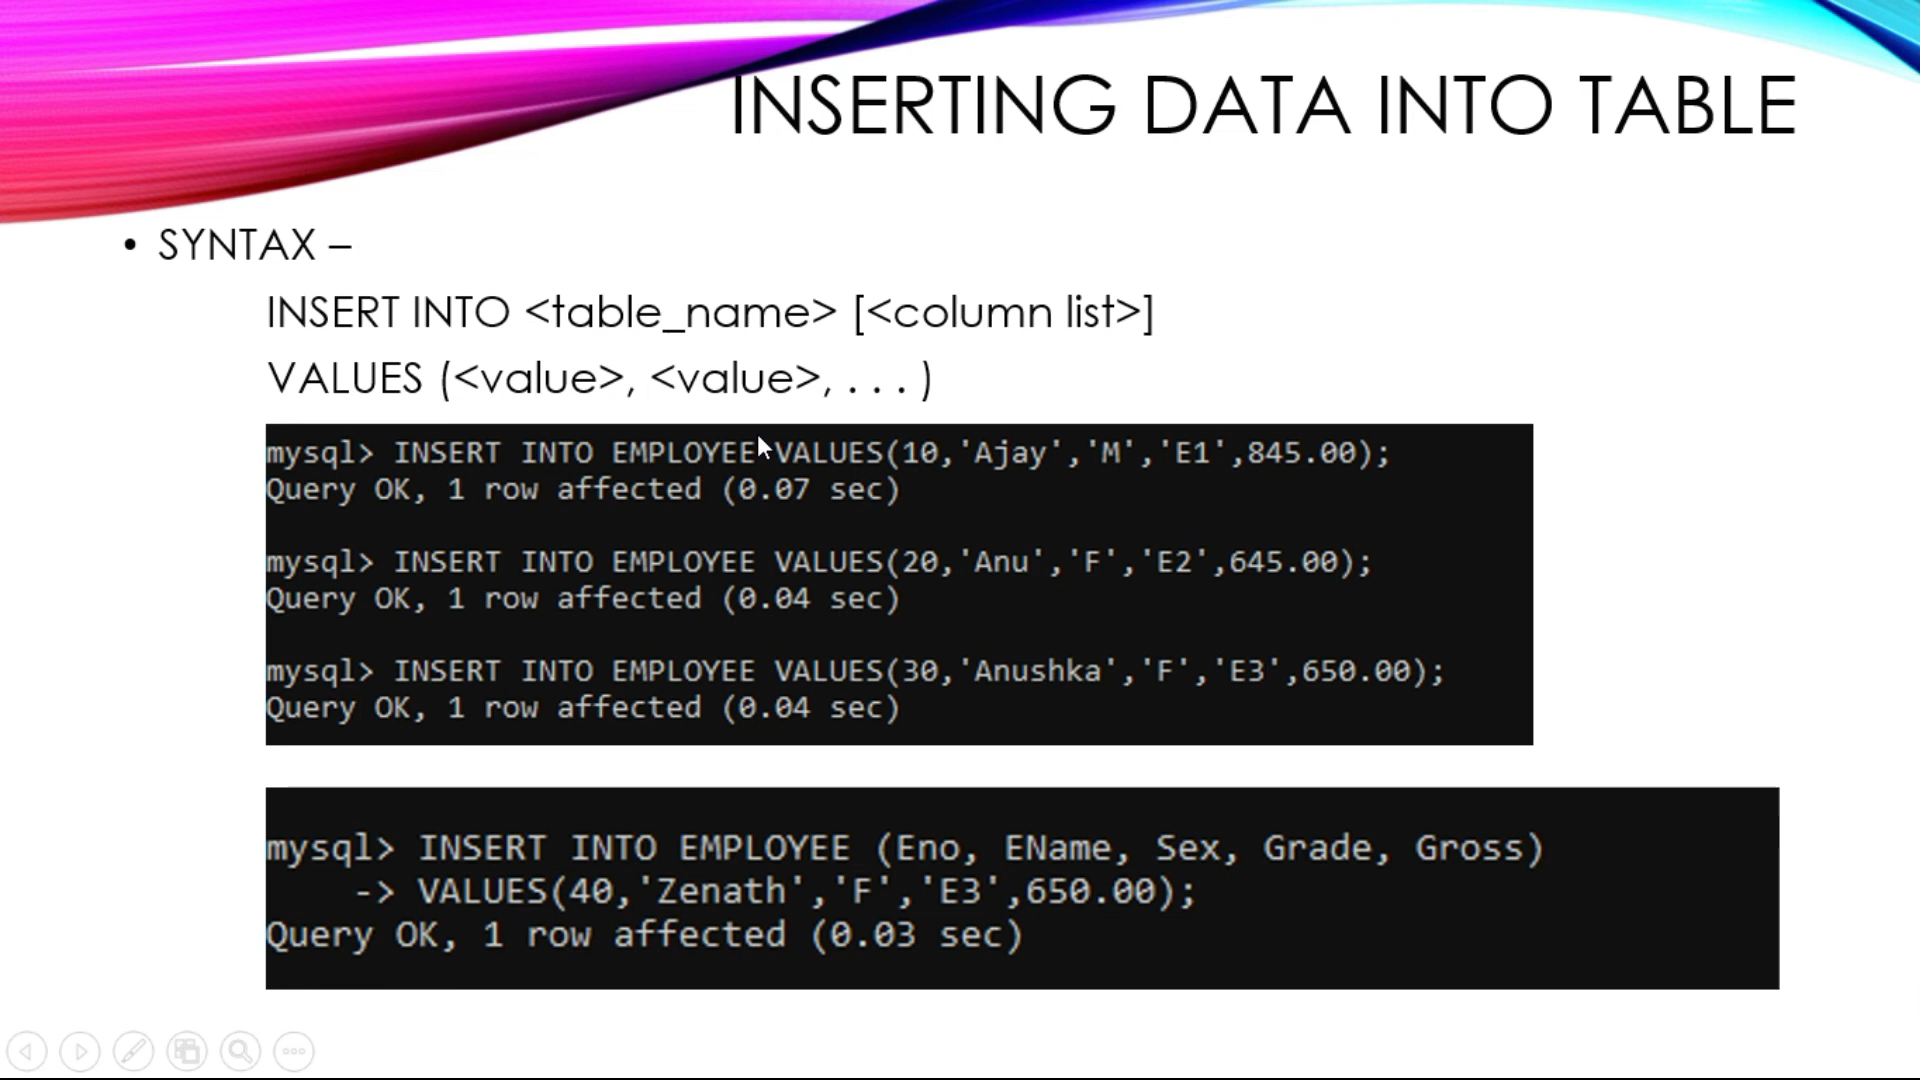 INSERTING DATA INTO TABLE
• SYNTAX –
INSERT INTO <table_name> [<column list>]
VALUES (<value>, <value>, . . . )
mysql> INSERT INTO EMPLOYEE VALUES(10,'Ajay','M','E1',845.00);
Query OK, 1 row affected (0.07 sec)
mysql> INSERT INTO EMPLOYEE VALUES(20,'Anu','F','E2',645.00);
Query OK, 1 row affected (0.04 sec)
mysql> INSERT INTO EMPLOYEE VALUES(30,'Anushka','F','E3',650.00);
Query OK, 1 row affected (0.04 sec)
mysql> INSERT INTO EMPLOYEE (Eno, EName, Sex, Grade, Gross)
-> VALUES(40,'Zenath','F','E3',650.00);
Query OK, 1 row affected (0.03 sec)